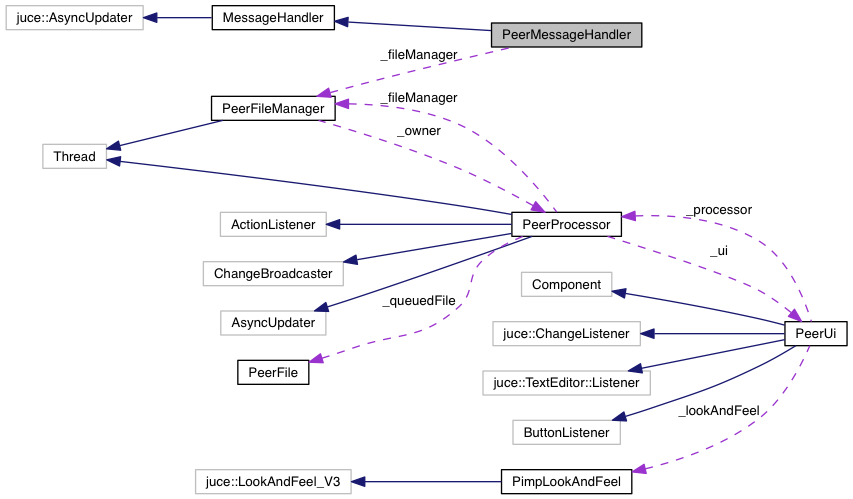 juce::AsyncUpdater
MessageHandler
PeerMessageHandler
_fileManager
PeerFileManager
_fileManager
_owner
Thread
_processor
ActionListener
PeerProcessor
_ui
ChangeBroadcaster
Component
_queuedFile
AsyncUpdater
juce::ChangeListener
PeerUi
PeerFile
juce::TextEditor::Listener
_lookAndFeel
ButtonListener
juce::LookAndFeel_V3
PimpLookAndFeel